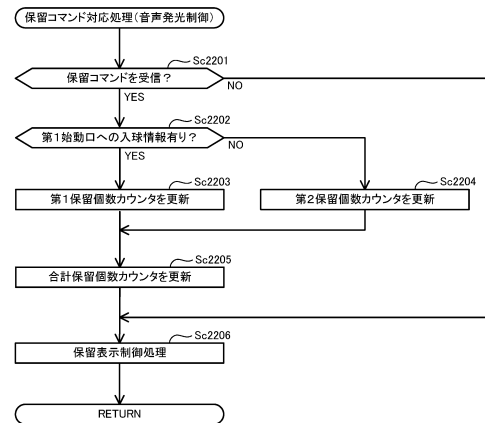 保留コマンド対応処理(音声発光制御)
Sc2201
保留コマンドを受信?
NO
YES
Sc2202
第1始動口への入球情報有り?
NO
YES
Sc2203
第1保留個数カウンタを更新
Sc2204
第2保留個数カウンタを更新
Sc2205
合計保留個数カウンタを更新
Sc2206
保留表示制御処理
RETURN